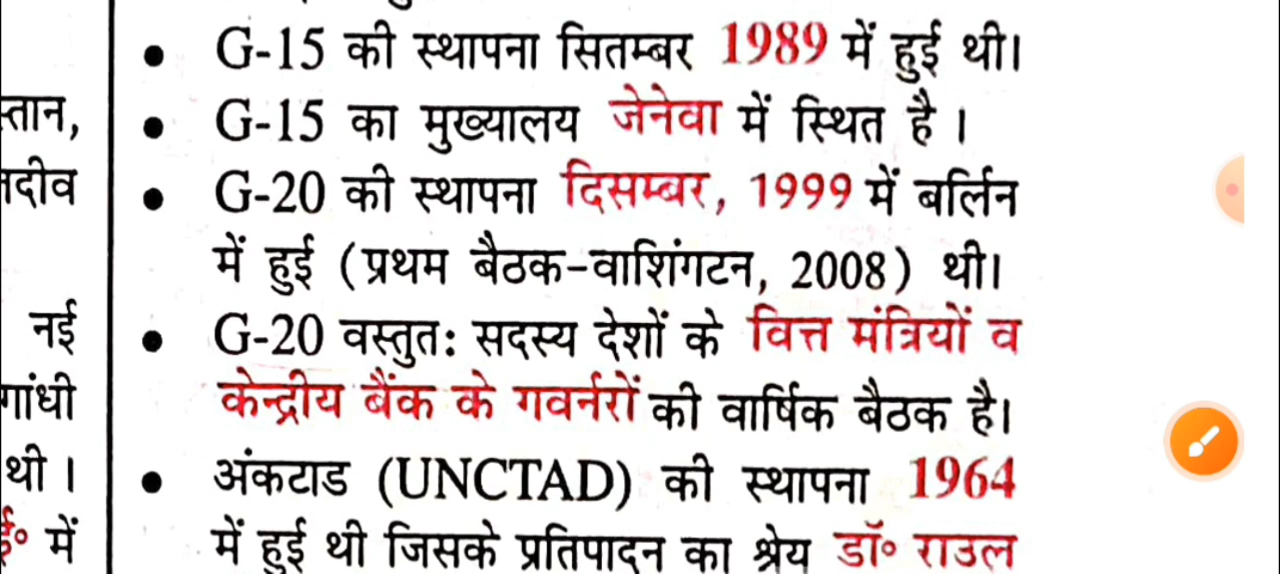 स्तान,
नई
गांधी
थी ।
ई॰ में
• G-15 की स्थापना सितम्बर 1989 में हुई थी।
• G-15 का मुख्यालय जेनेवा में स्थित है ।
• G-20 की स्थापना दिसम्बर, 1999 में बर्लिन
में हुई (प्रथम बैठक-वाशिंगटन, 2008) थी।
• G-20 वस्तुतः सदस्य देशों के वित्त मंत्रियों व
केन्द्रीय बैंक के गवर्नरों की वार्षिक बैठक है।
• अंकटाड (UNCTAD) की स्थापना 1964
में हुई थी जिसके प्रतिपादन का श्रेय डॉ॰ राउल